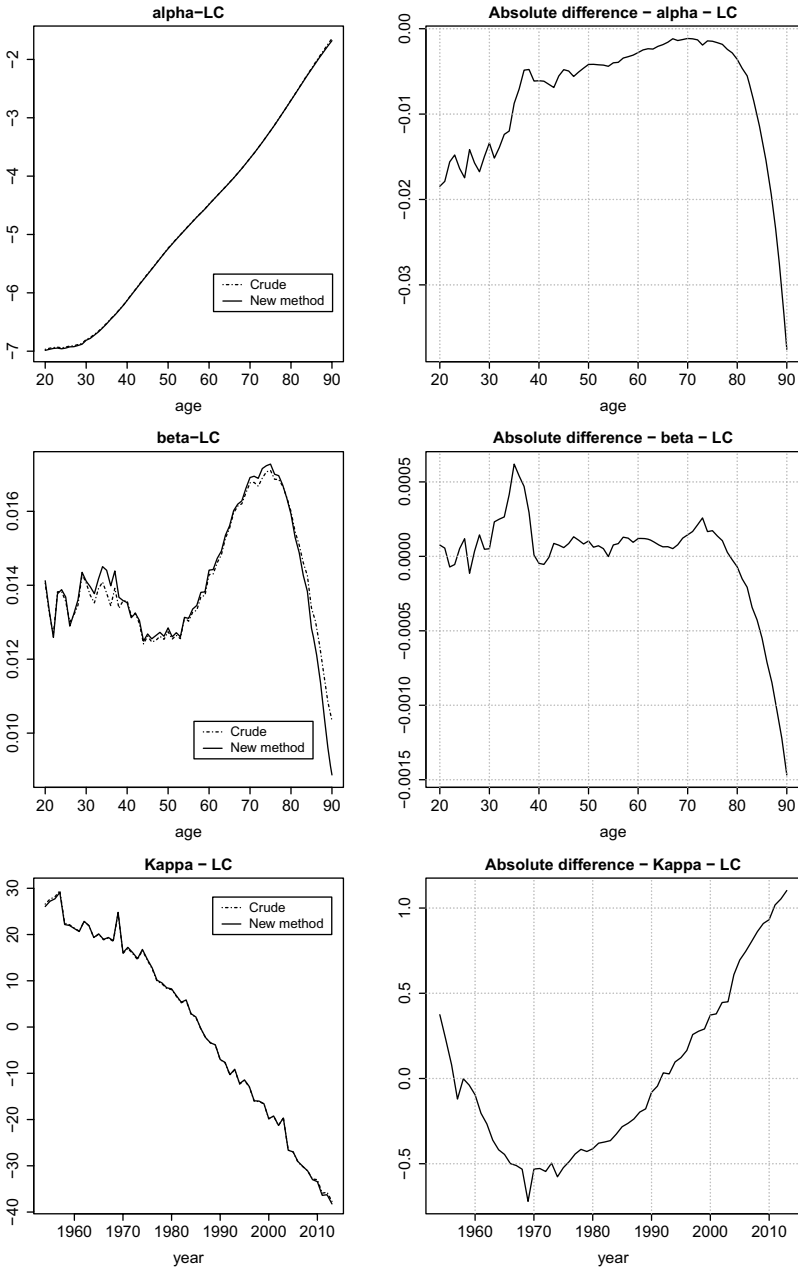 alpha−LC
−2
−3
−4
−5
−6
−7
Crude
New method
20 30 40 50 60 70 80 90
age
Absolute difference − alpha − LC
0.00
−0.01
−0.02
−0.03
20 30 40 50 60 70 80 90
age
beta−LC
0.016
0.014
0.012
0.010
Crude
New method
20 30 40 50 60 70 80 90
age
Absolute difference − beta − LC
0.0005
0.0000
−0.0005
−0.0010
−0.0015
20 30 40 50 60 70 80 90
age
Kappa − LC
30
20
10
0
−10
−20
−30
−40
Crude
New method
1960 1970 1980 1990 2000 2010
year
Absolute difference − Kappa − LC
1.0
0.5
0.0
−0.5
1960 1970 1980 1990 2000 2010
year